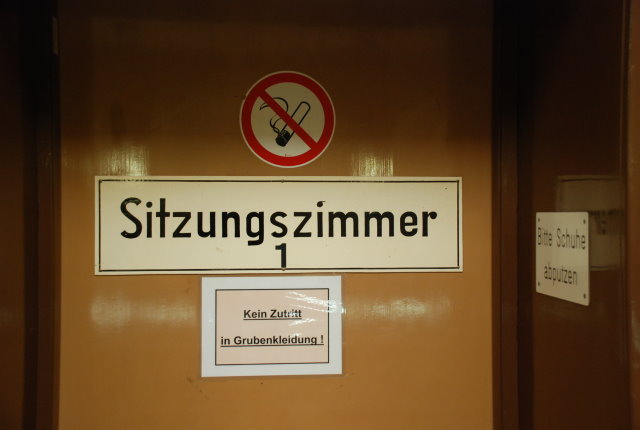 Sitzungszimmer
1
Kein Zutritt
in Grubenkleidung !
Bitte Schuhe
abputzen